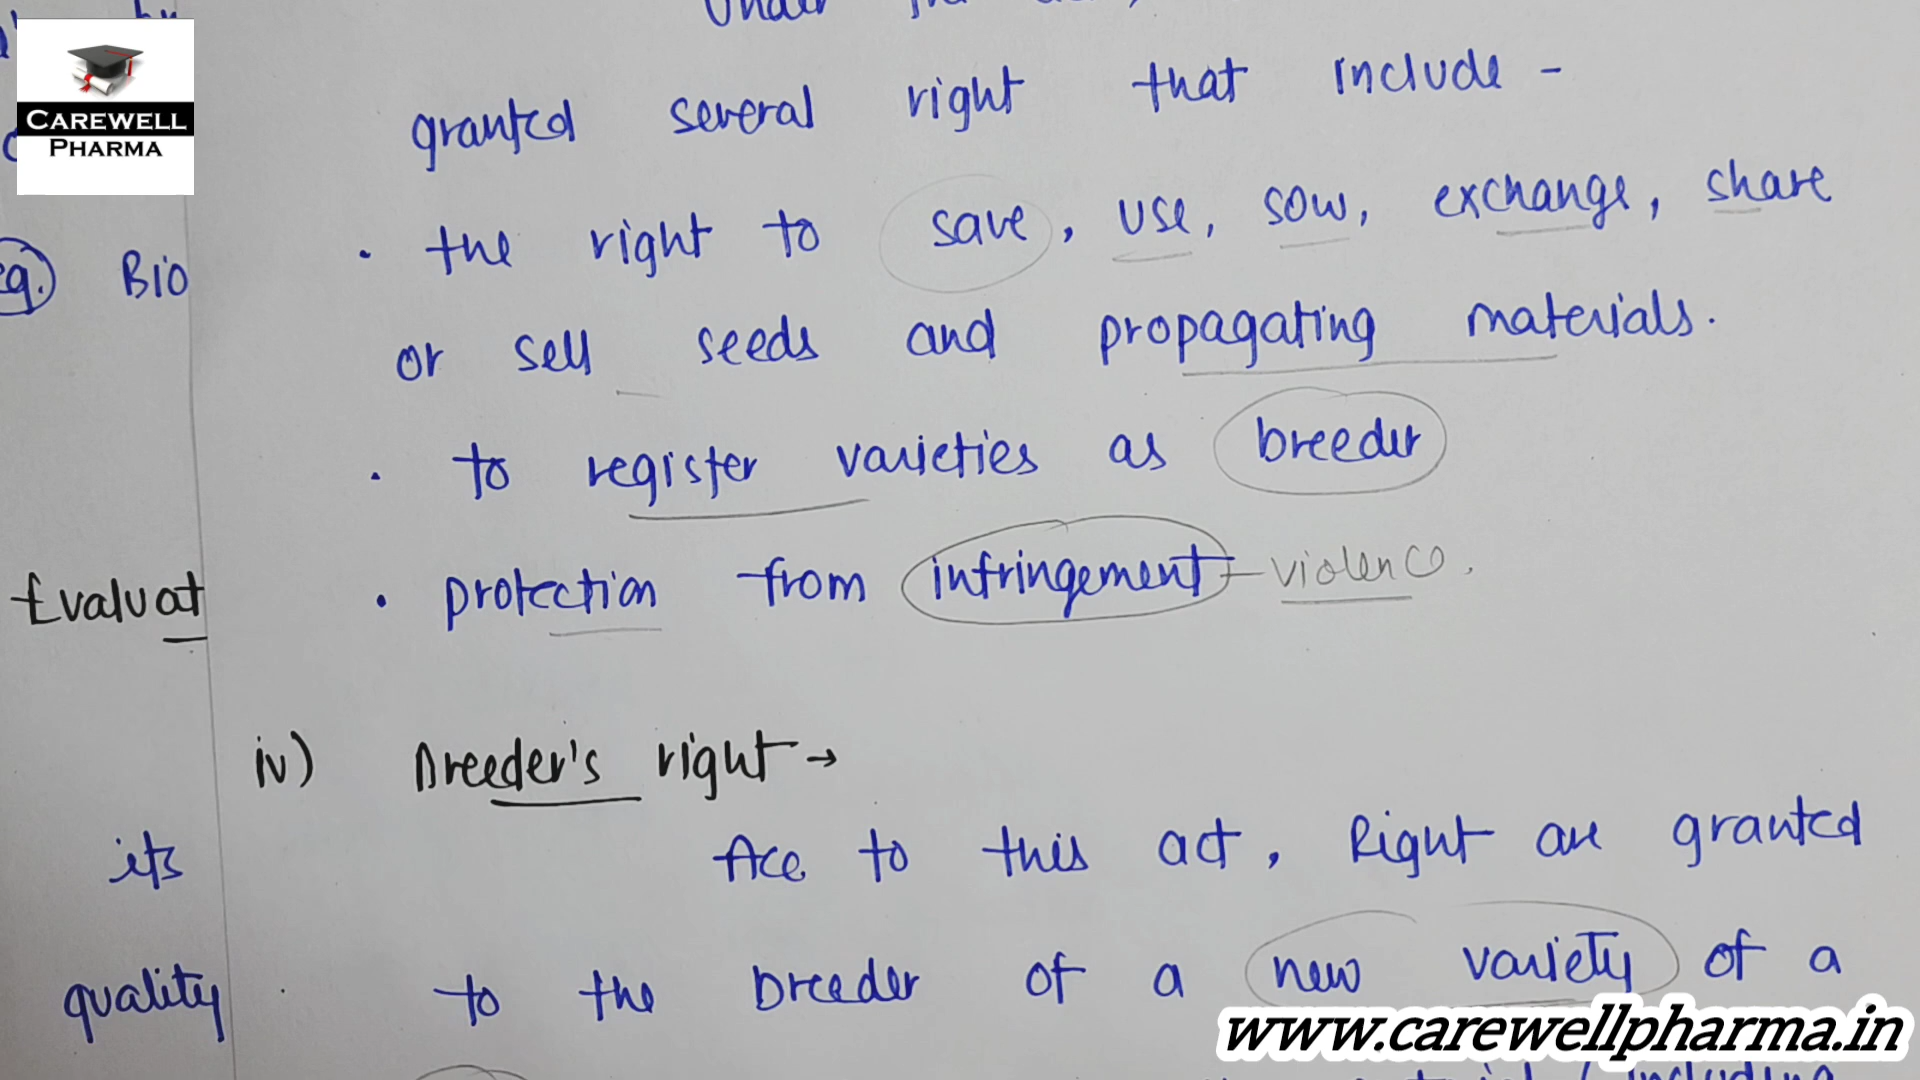 CAREWELL
PHARMA
granted several right that include -
• the right to save, use, sow, exchange, share
eg. Bio
or sell seeds and propagating materials.
• to register varieties as breeder
Evaluat
• protection from infringement - violence.
iv) Breeder's right →
its
Acc to this act, Right are granted
quality
to the breeder of a new variety of a
www.carewellpharma.in
including